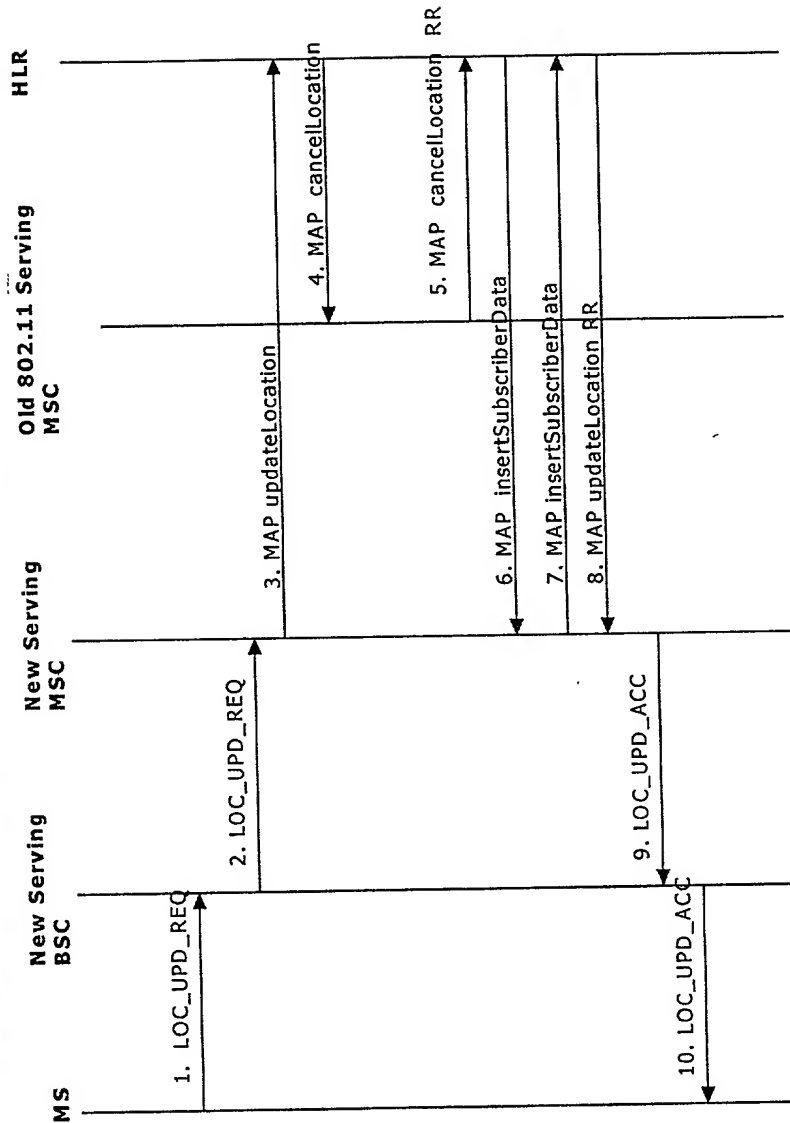 MS
New Serving
BSC
New Serving
MSC
Old 802.11 Serving
MSC
HLR
1. LOC_UPD_REQ
2. LOC_UPD_REQ
3. MAP updateLocation
4. MAP cancelLocation
5. MAP cancelLocation RR
6. MAP insertSubscriberData
7. MAP insertSubscriberData
8. MAP updateLocation RR
9. LOC_UPD_ACC
10. LOC_UPD_ACC